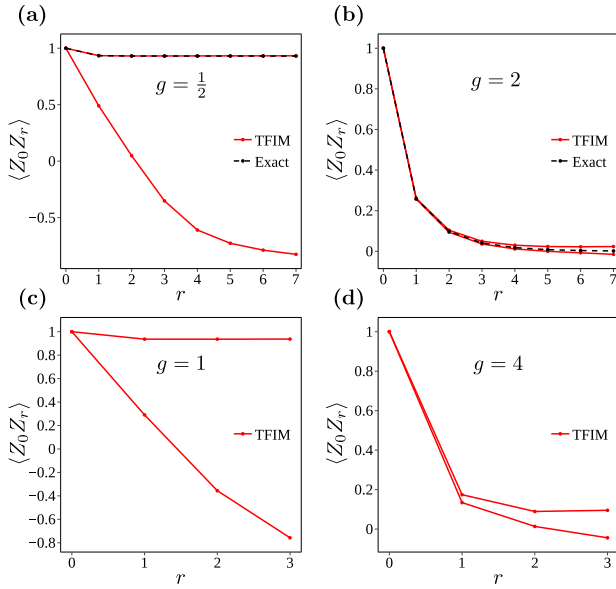 (a)
1
0.5
0
−0.5
⟨Z₀Zᵣ⟩
g = 1/2
TFIM
Exact
0 1 2 3 4 5 6 7
r
(b)
1
0.8
0.6
0.4
0.2
0
⟨Z₀Zᵣ⟩
g = 2
TFIM
Exact
0 1 2 3 4 5 6 7
r
(c)
1
0.8
0.6
0.4
0.2
0
−0.2
−0.4
−0.6
−0.8
⟨Z₀Zᵣ⟩
g = 1
TFIM
0 1 2 3
r
(d)
1
0.8
0.6
0.4
0.2
0
⟨Z₀Zᵣ⟩
g = 4
TFIM
0 1 2 3
r